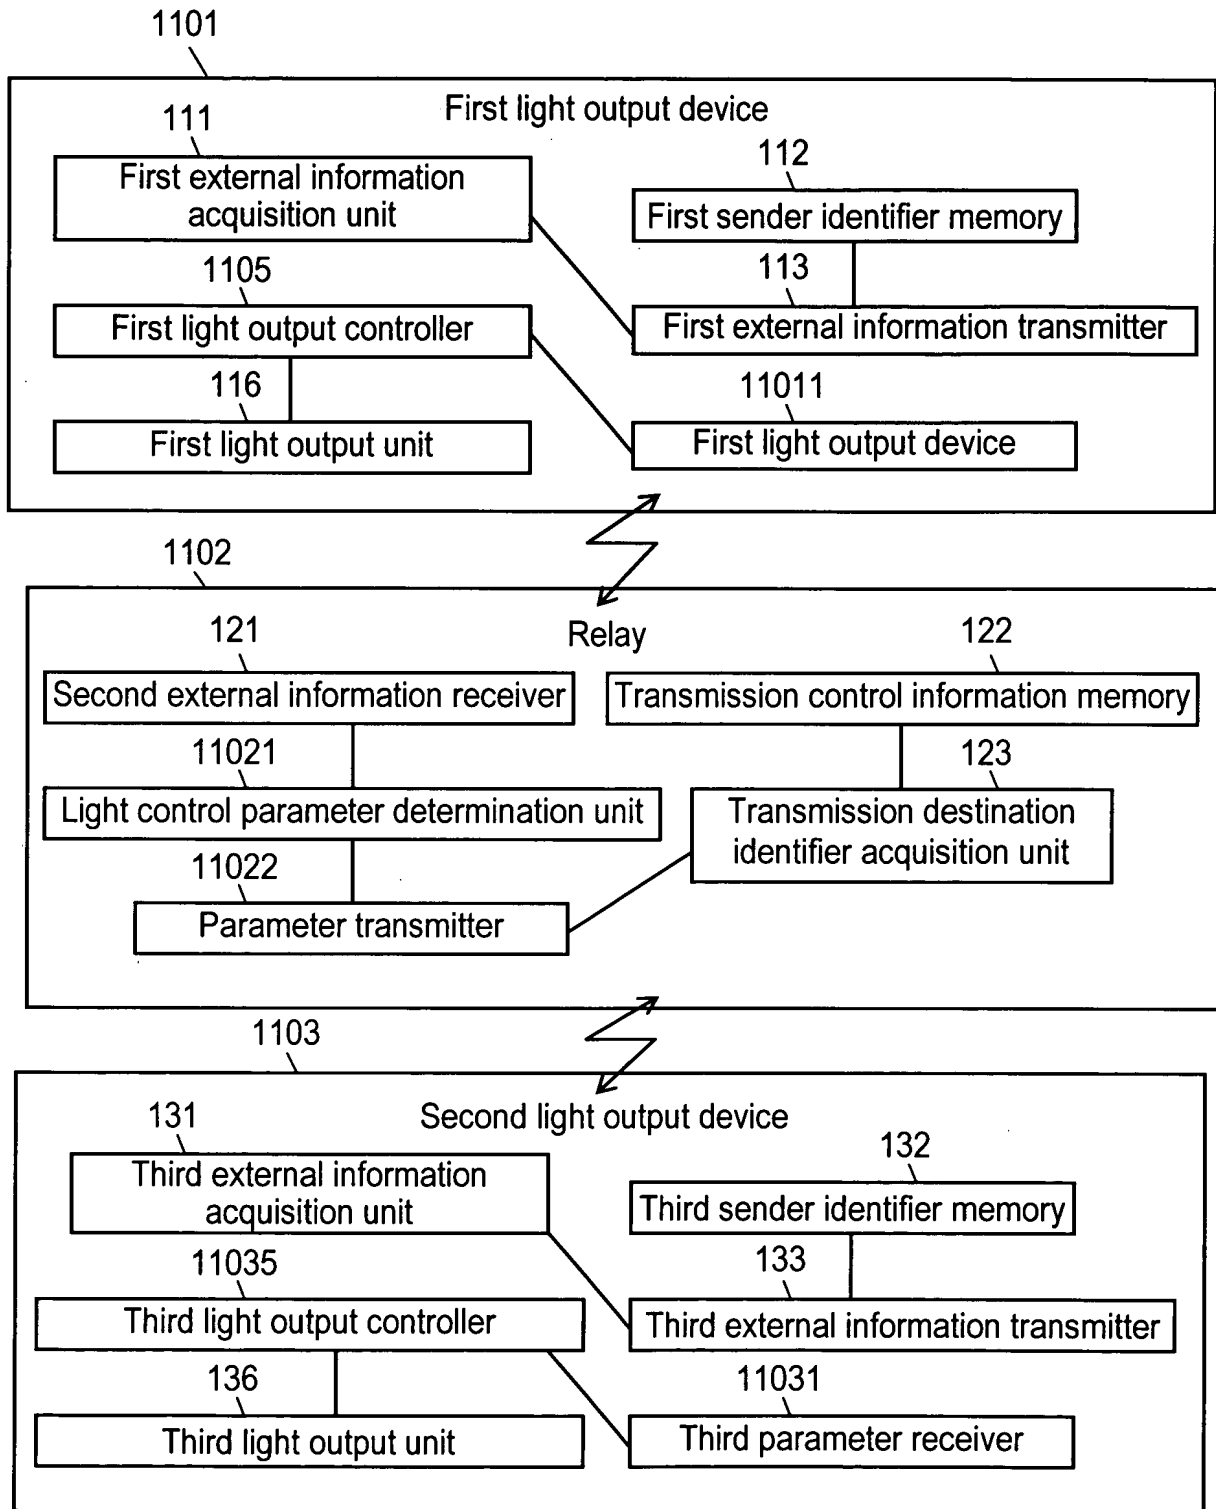 1101
First light output device
111
First external information
acquisition unit
112
First sender identifier memory
1105
First light output controller
113
First external information transmitter
116
First light output unit
11011
First light output device
1102
Relay
121
Second external information receiver
122
Transmission control information memory
11021
Light control parameter determination unit
123
Transmission destination
identifier acquisition unit
11022
Parameter transmitter
1103
Second light output device
131
Third external information
acquisition unit
132
Third sender identifier memory
11035
Third light output controller
133
Third external information transmitter
136
Third light output unit
11031
Third parameter receiver